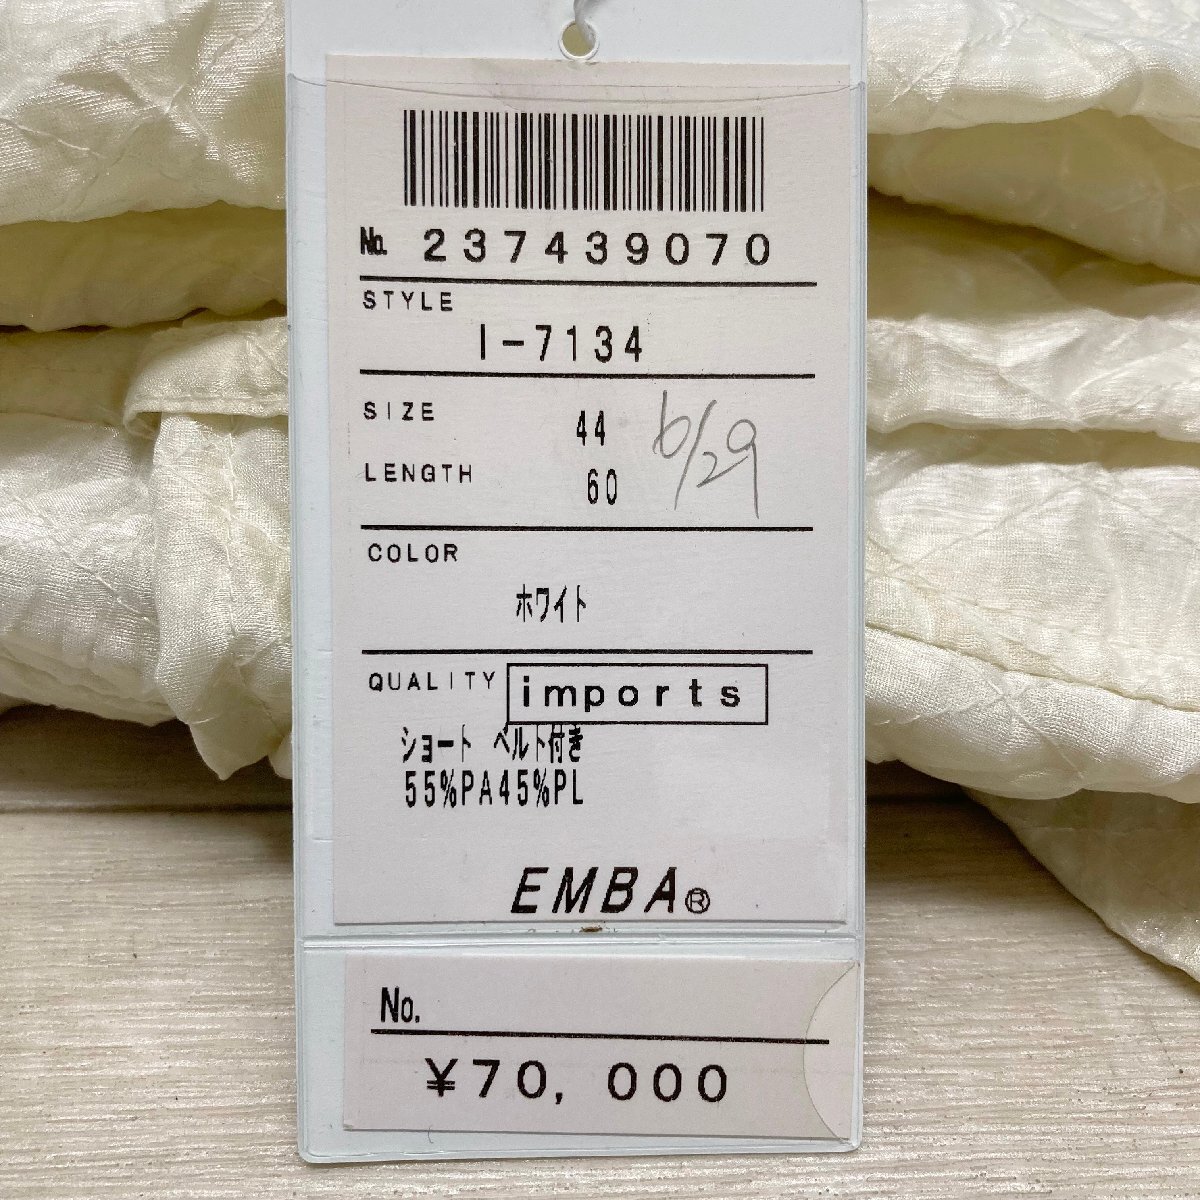 No. 237439070
STYLE
I-7134
SIZE 44
6/29
LENGTH 60
COLOR
ホワイト
QUALITY imports
ショート ベルト付き
55%PA45%PL
EMBA®
No.
¥70,000